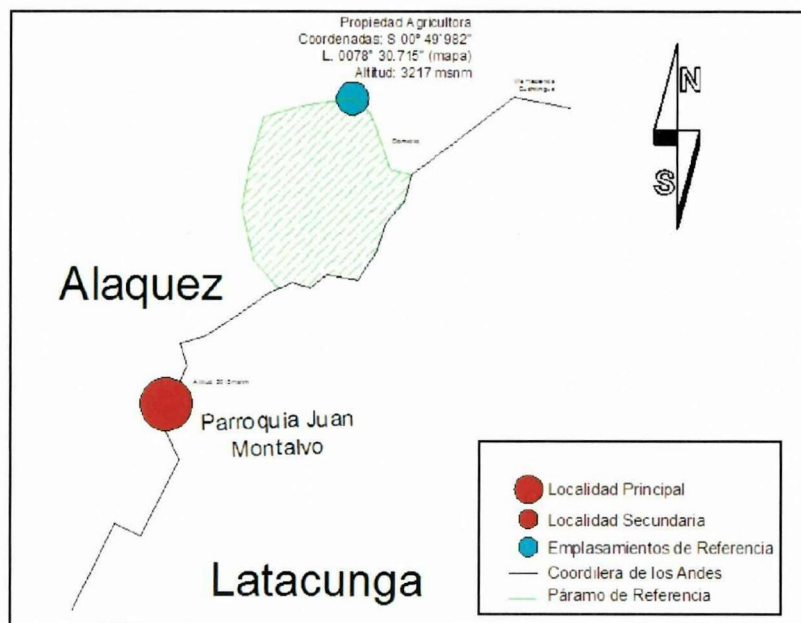 Propiedad Agricultora
Coordenadas: S 00° 49`982"
L. 0078° 30.715" (mapa)
Altitud: 3217 msnm
N
S
Alaquez
Parroquia Juan
Montalvo
Latacunga
Localidad Principal
Localidad Secundaria
Emplasamientos de Referencia
Coordilera de los Andes
Páramo de Referencia